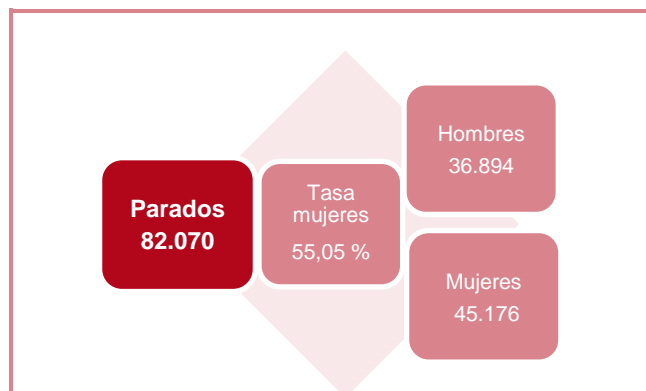 Parados
82.070
Tasa
mujeres
55,05 %
Hombres
36.894
Mujeres
45.176